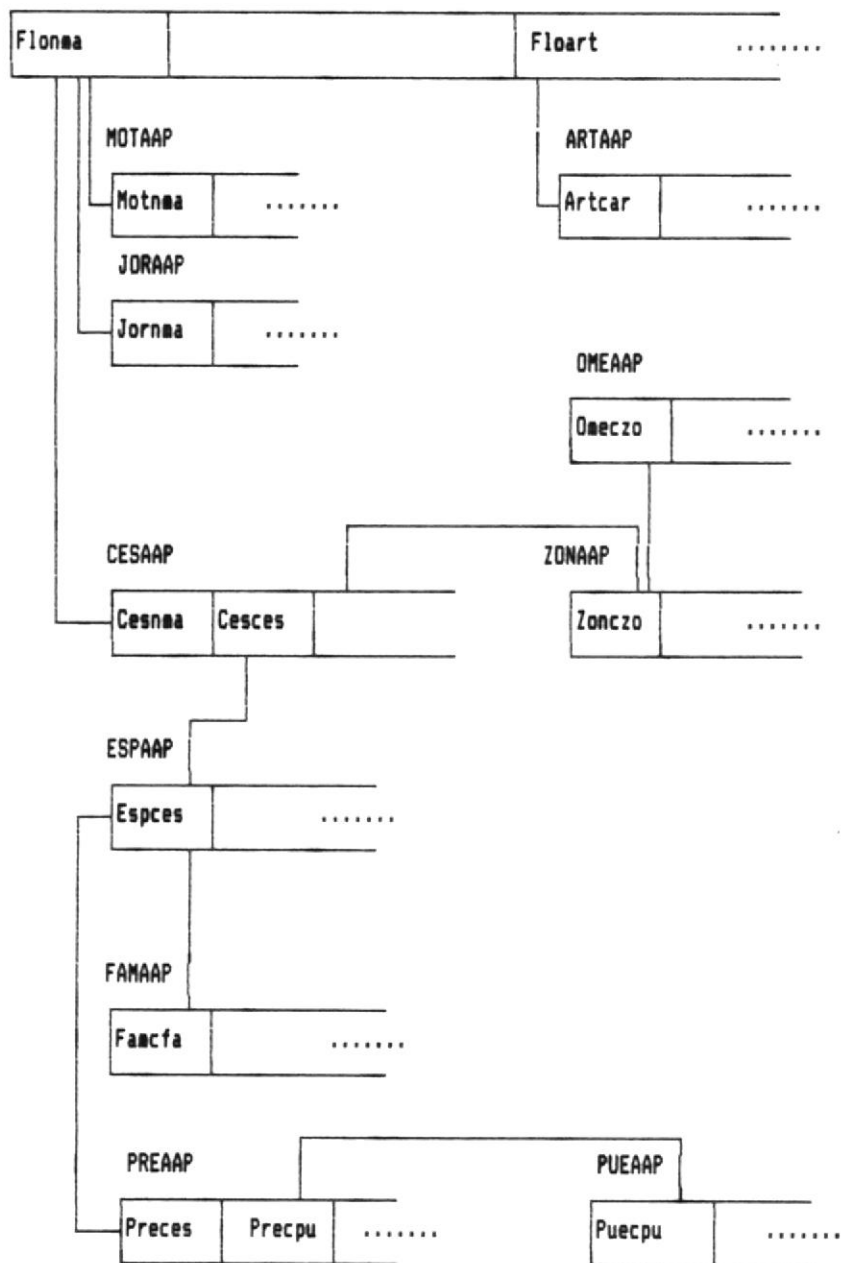 Flonma Floart ........
MOTAAP ARTAAP
Motnma ....... Artcar .......
JORAAP
Jornma .......
OMEAAP
Omeczo .......
CESAAP ZONAAP
Cesnma Cesces Zonczo .......
ESPAAP
Espces .......
FAMAAP
Famcfa .......
PREAAP PUEAAP
Preces Precpu ....... Puecpu .......